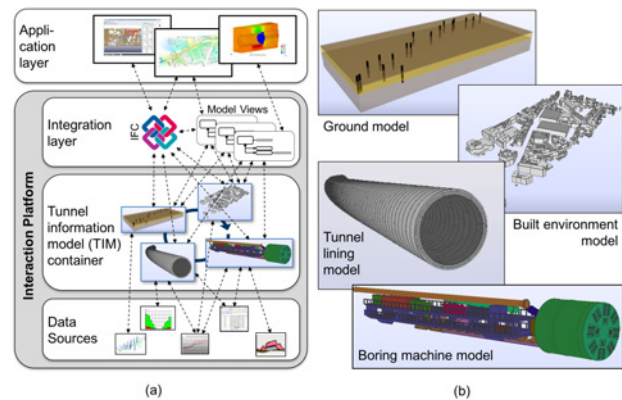 Appli-
cation
layer
Interaction Platform
Integration
layer
IFC
Model Views
Tunnel
information
model (TIM)
container
Data
Sources
(a)
Ground model
Built environment
model
Tunnel
lining
model
Boring machine model
(b)